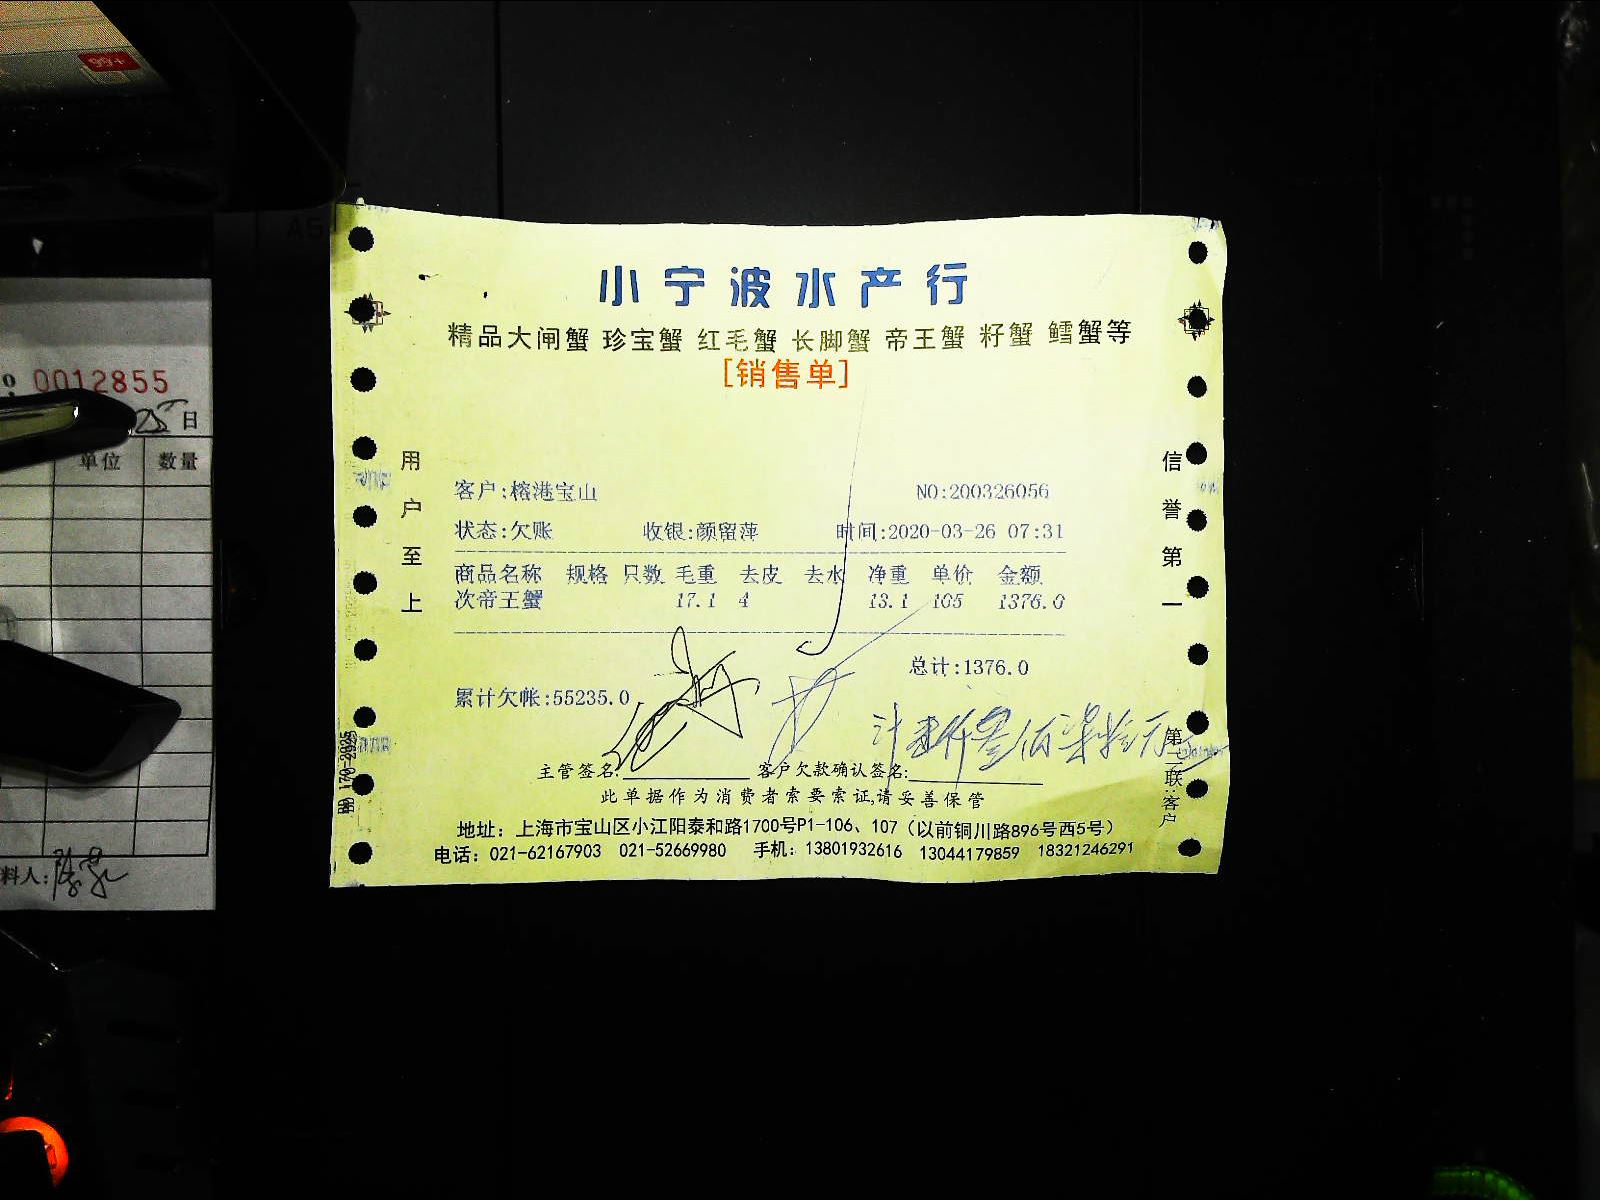 小宁波水产行
精品大闸蟹 珍宝蟹 红毛蟹 长脚蟹 帝王蟹 籽蟹 鳕蟹等
[销售单]
客户:榕港宝山 NO:200326056
状态:欠账 收银:颜留萍 时间:2020-03-26 07:31
商品名称 规格 只数 毛重 去皮 去水 净重 单价 金额
次帝王蟹 17.1 4 13.1 105 1376.0
总计:1376.0
累计欠帐:55235.0
主管签名: 客户欠款确认签名:
此单据作为消费者索要索证,请妥善保管
地址：上海市宝山区小江阳泰和路1700号P1-106、107（以前铜川路896号西5号）
电话：021-62167903 021-52669980 手机：13801932616 13044179859 18321246291
用户至上
信誉第一
第二联:客户
0012855
25日
单位 数量
料人:
A5